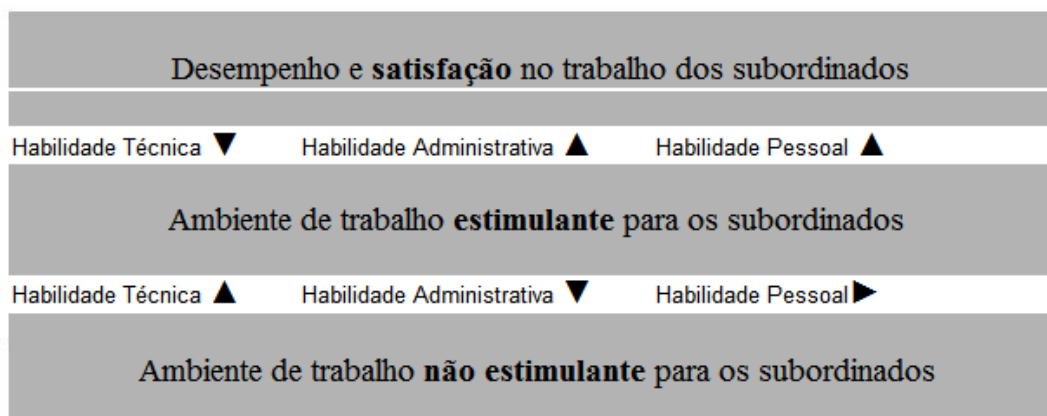 Desempenho e satisfação no trabalho dos subordinados
Habilidade Técnica ▼ Habilidade Administrativa ▲ Habilidade Pessoal ▲
Ambiente de trabalho estimulante para os subordinados
Habilidade Técnica ▲ Habilidade Administrativa ▼ Habilidade Pessoal ►
Ambiente de trabalho não estimulante para os subordinados